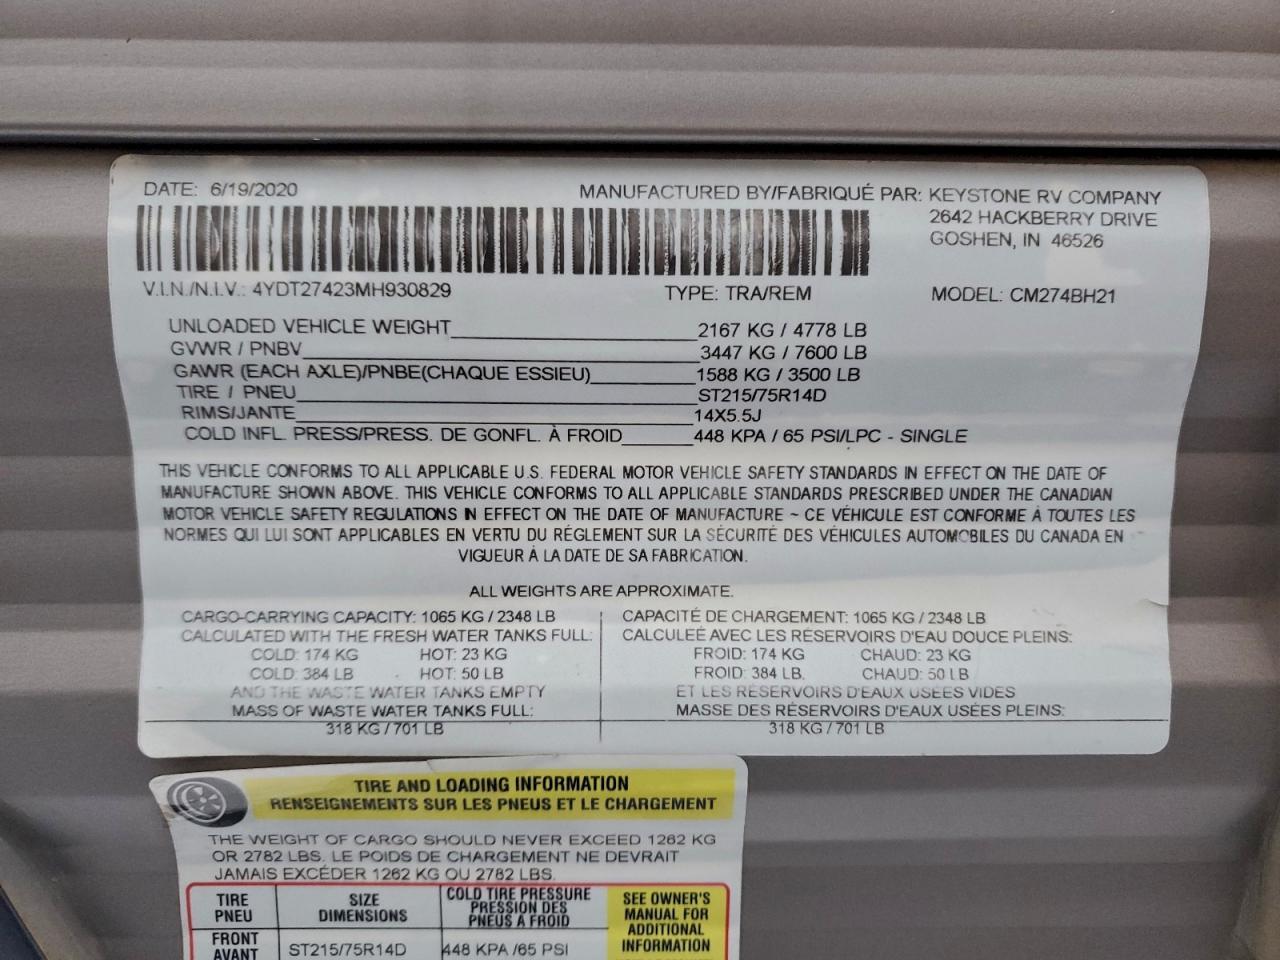 DATE: 6/19/2020
MANUFACTURED BY/FABRIQUÉ PAR: KEYSTONE RV COMPANY
2642 HACKBERRY DRIVE
GOSHEN, IN 46526
V.I.N./N.I.V.: 4YDT27423MH930829 TYPE: TRA/REM MODEL: CM274BH21
UNLOADED VEHICLE WEIGHT 2167 KG / 4778 LB
GVWR / PNBV 3447 KG / 7600 LB
GAWR (EACH AXLE)/PNBE(CHAQUE ESSIEU) 1588 KG / 3500 LB
TIRE / PNEU ST215/75R14D
RIMS/JANTE 14X5.5J
COLD INFL. PRESS/PRESS. DE GONFL. À FROID 448 KPA / 65 PSI/LPC - SINGLE
THIS VEHICLE CONFORMS TO ALL APPLICABLE U.S. FEDERAL MOTOR VEHICLE SAFETY STANDARDS IN EFFECT ON THE DATE OF
MANUFACTURE SHOWN ABOVE. THIS VEHICLE CONFORMS TO ALL APPLICABLE STANDARDS PRESCRIBED UNDER THE CANADIAN
MOTOR VEHICLE SAFETY REGULATIONS IN EFFECT ON THE DATE OF MANUFACTURE ~ CE VÉHICULE EST CONFORME À TOUTES LES
NORMES QUI LUI SONT APPLICABLES EN VERTU DU RÉGLEMENT SUR LA SÉCURITÉ DES VÉHICULES AUTOMOBILES DU CANADA EN
VIGUEUR À LA DATE DE SA FABRICATION.
ALL WEIGHTS ARE APPROXIMATE.
CARGO-CARRYING CAPACITY: 1065 KG / 2348 LB
CALCULATED WITH THE FRESH WATER TANKS FULL:
COLD: 174 KG HOT: 23 KG
COLD: 384 LB HOT: 50 LB
AND THE WASTE WATER TANKS EMPTY
MASS OF WASTE WATER TANKS FULL:
318 KG / 701 LB
CAPACITÉ DE CHARGEMENT: 1065 KG / 2348 LB
CALCULEÉ AVEC LES RÉSERVOIRS D'EAU DOUCE PLEINS:
FROID: 174 KG CHAUD: 23 KG
FROID: 384 LB. CHAUD: 50 LB
ET LES RÉSERVOIRS D'EAUX USÉES VIDES
MASSE DES RÉSERVOIRS D'EAUX USÉES PLEINS:
318 KG / 701 LB
TIRE AND LOADING INFORMATION
RENSEIGNEMENTS SUR LES PNEUS ET LE CHARGEMENT
THE WEIGHT OF CARGO SHOULD NEVER EXCEED 1262 KG
OR 2782 LBS. LE POIDS DE CHARGEMENT NE DEVRAIT
JAMAIS EXCÉDER 1262 KG OU 2782 LBS.
TIRE
PNEU
SIZE
DIMENSIONS
COLD TIRE PRESSURE
PRESSION DES
PNEUS A FROID
SEE OWNER'S
MANUAL FOR
ADDITIONAL
INFORMATION
FRONT
AVANT
ST215/75R14D
448 KPA /65 PSI